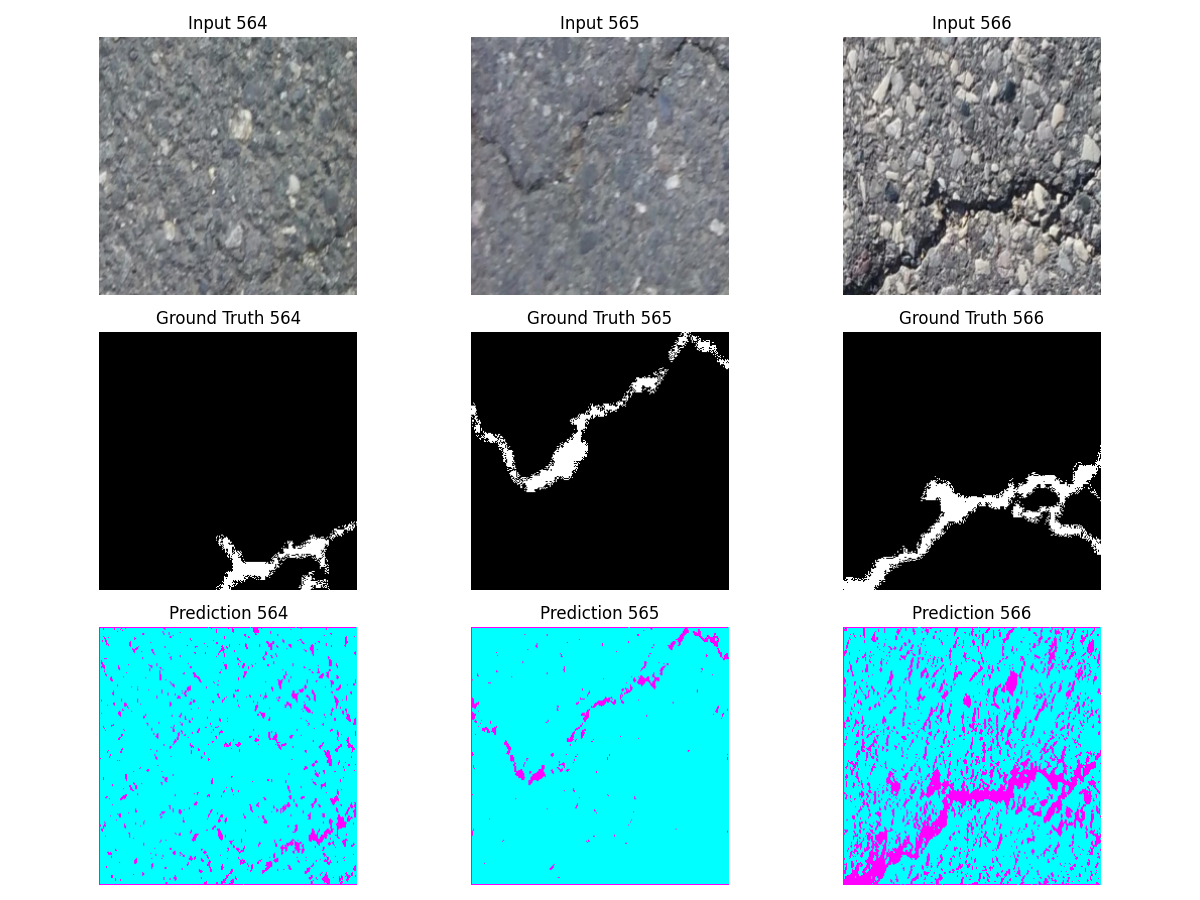 Input 564
Input 565
Input 566
Ground Truth 564
Ground Truth 565
Ground Truth 566
Prediction 564
Prediction 565
Prediction 566